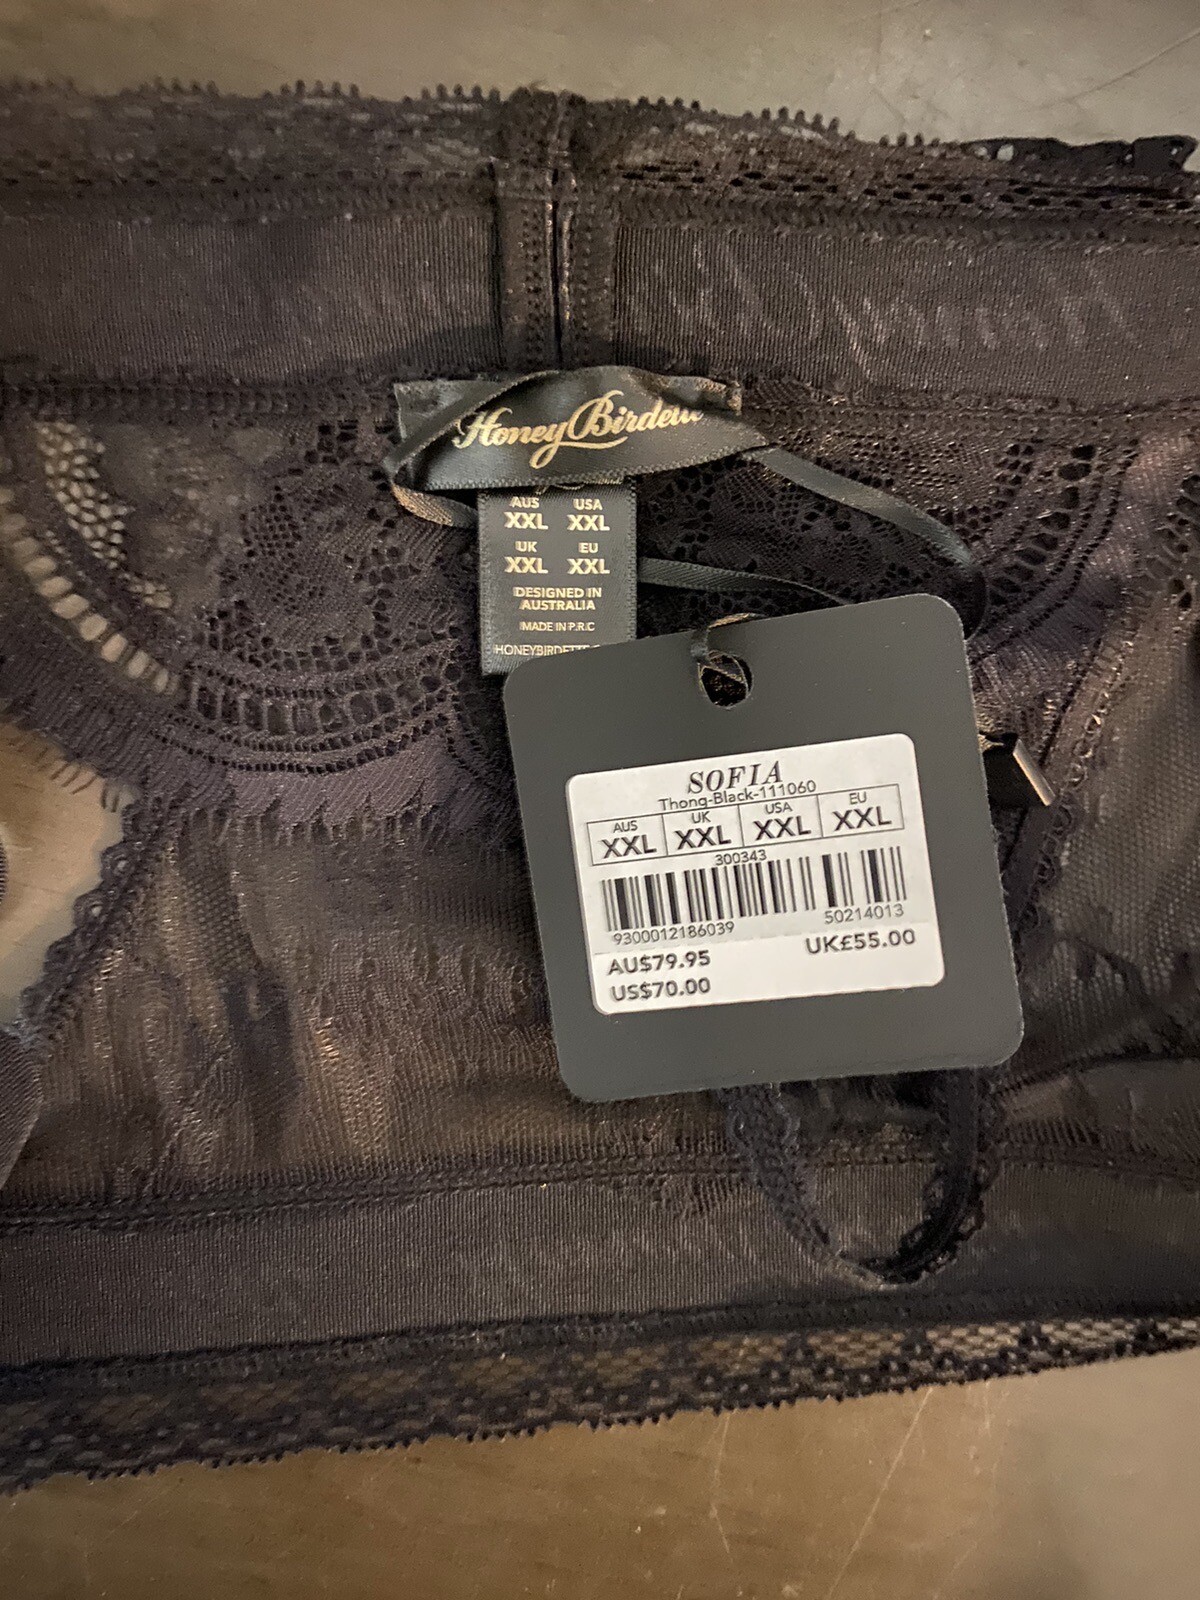 Honey Birdette
AUS USA
XXL XXL
UK EU
XXL XXL
DESIGNED IN
AUSTRALIA
MADE IN P.R.C
SOFIA
Thong-Black-111060
AUS UK USA EU
XXL XXL XXL XXL
300343
9300012186039 50214013
AU$79.95 UK£55.00
US$70.00